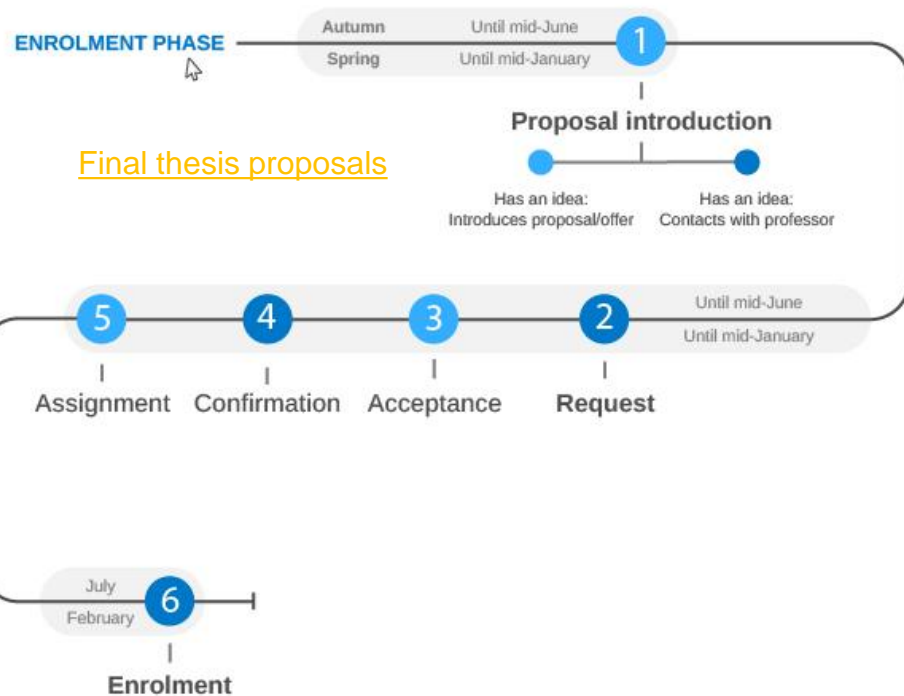 ENROLMENT PHASE
Autumn Until mid-June
Spring Until mid-January
1
Proposal introduction
Final thesis proposals
Has an idea:
Introduces proposal/offer
Has an idea:
Contacts with professor
5 4 3 2
Until mid-June
Until mid-January
Assignment Confirmation Acceptance Request
July
February
6
Enrolment